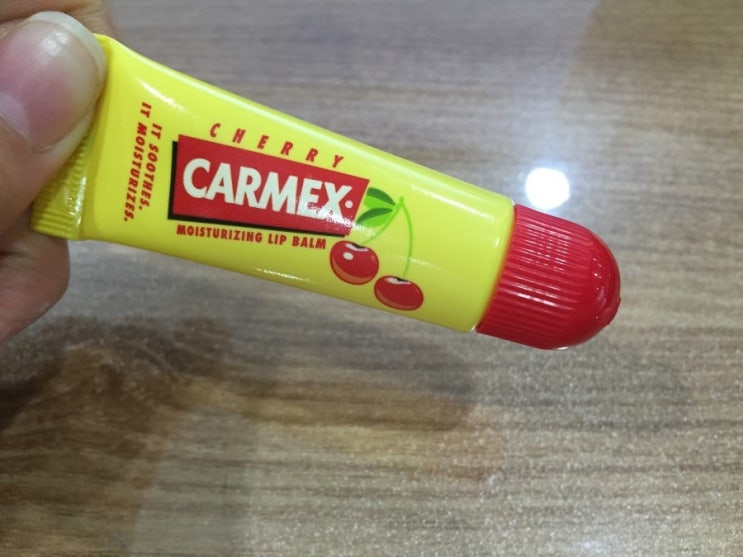 CHERRY
CARMEX
MOISTURIZING LIP BALM
IT SOOTHES.
IT MOISTURIZES.